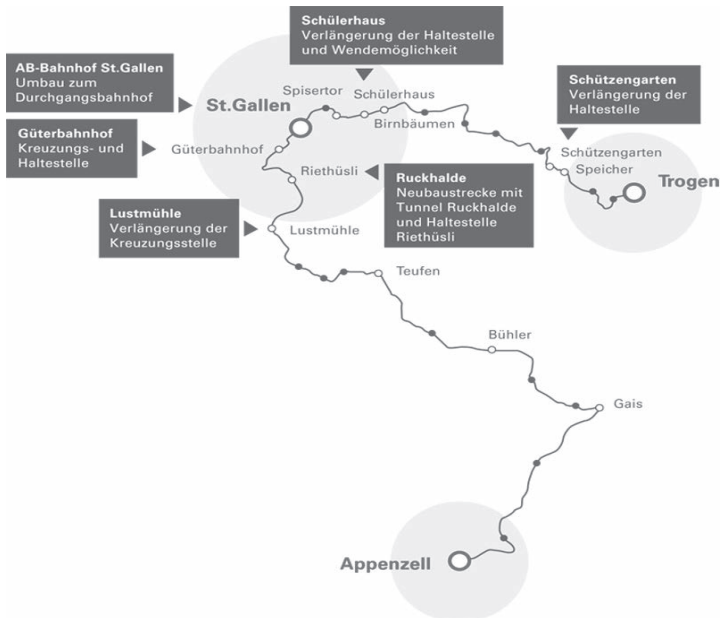 Schülerhaus
Verlängerung der Haltestelle
und Wendemöglichkeit
AB-Bahnhof St.Gallen
Umbau zum
Durchgangsbahnhof
Schützengarten
Verlängerung der
Haltestelle
Spisertor
Schülerhaus
St.Gallen
Birnbäumen
Güterbahnhof
Kreuzungs- und
Haltestelle
Güterbahnhof
Schützengarten
Speicher
Trogen
Riethüsli
Ruckhalde
Neubaustrecke mit
Tunnel Ruckhalde
und Haltestelle
Riethüsli
Lustmühle
Verlängerung der
Kreuzungsstelle
Lustmühle
Teufen
Bühler
Gais
Appenzell